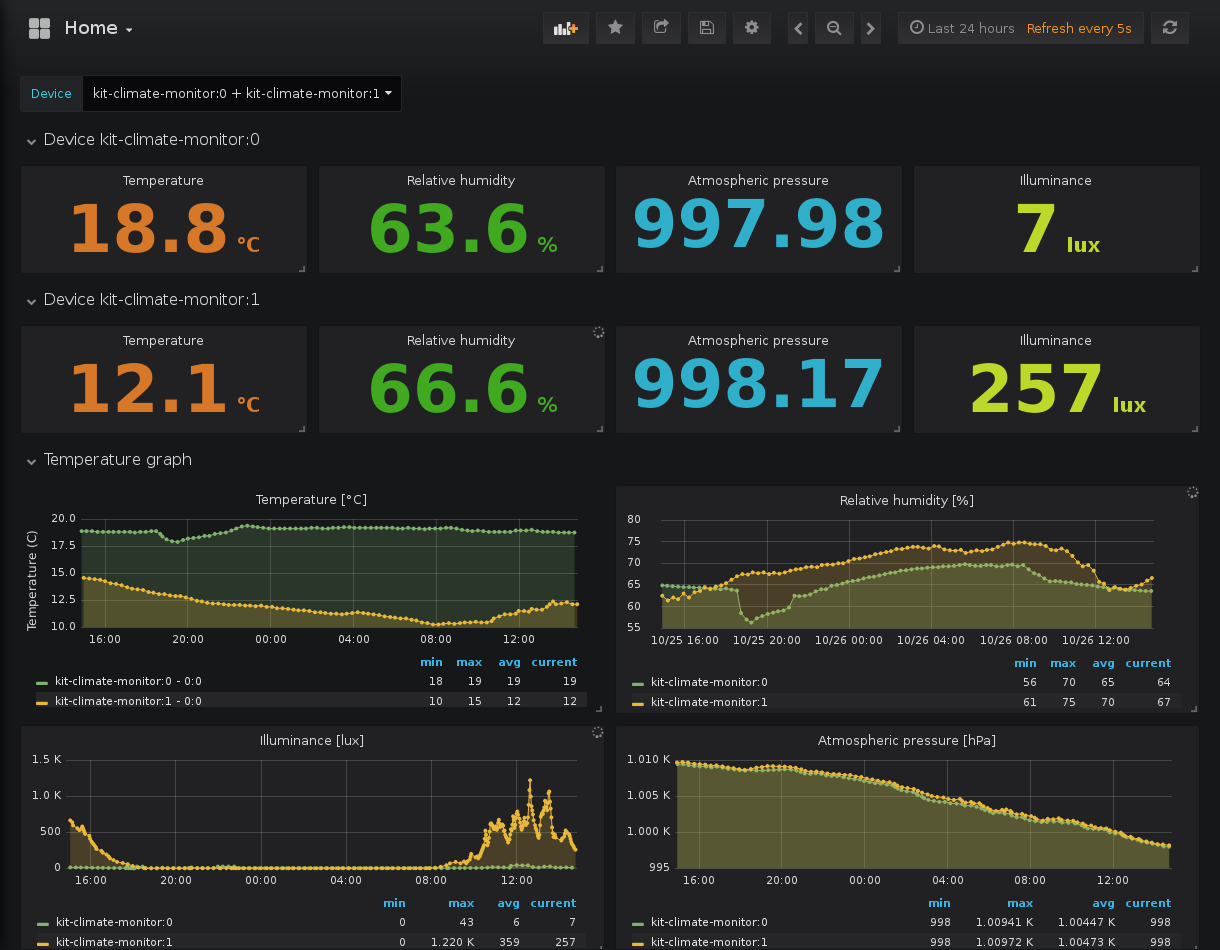 Home
Last 24 hours Refresh every 5s
Device kit-climate-monitor:0 + kit-climate-monitor:1
Device kit-climate-monitor:0
Temperature Relative humidity Atmospheric pressure Illuminance
18.8 °C 63.6 % 997.98 7 lux
Device kit-climate-monitor:1
Temperature Relative humidity Atmospheric pressure Illuminance
12.1 °C 66.6 % 998.17 257 lux
Temperature graph
Temperature [°C]
Temperature (C)
20.0
17.5
15.0
12.5
10.0
16:00 20:00 00:00 04:00 08:00 12:00
min max avg current
kit-climate-monitor:0 - 0:0 18 19 19 19
kit-climate-monitor:1 - 0:0 10 15 12 12
Relative humidity [%]
80
75
70
65
60
55
10/25 16:00 10/25 20:00 10/26 00:00 10/26 04:00 10/26 08:00 10/26 12:00
min max avg current
kit-climate-monitor:0 56 70 65 64
kit-climate-monitor:1 61 75 70 67
Illuminance [lux]
1.5 K
1.0 K
500
0
16:00 20:00 00:00 04:00 08:00 12:00
min max avg current
kit-climate-monitor:0 0 43 6 7
kit-climate-monitor:1 0 1.220 K 359 257
Atmospheric pressure [hPa]
1.010 K
1.005 K
1.000 K
995
16:00 20:00 00:00 04:00 08:00 12:00
min max avg current
kit-climate-monitor:0 998 1.00941 K 1.00447 K 998
kit-climate-monitor:1 998 1.00972 K 1.00473 K 998